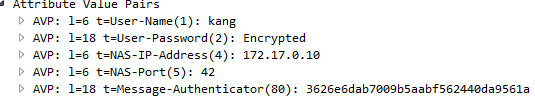 Attribute Value Pairs
AVP: l=6 t=User-Name(1): kang
AVP: l=18 t=User-Password(2): Encrypted
AVP: l=6 t=NAS-IP-Address(4): 172.17.0.10
AVP: l=6 t=NAS-Port(5): 42
AVP: l=18 t=Message-Authenticator(80): 3626e6dab7009b5aabf562440da9561a